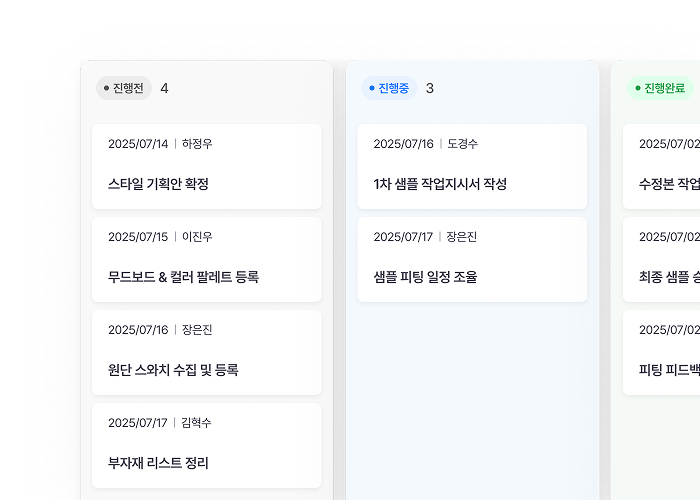 진행전 4
2025/07/14 | 하정우
스타일 기획안 확정
2025/07/15 | 이진우
무드보드 & 컬러 팔레트 등록
2025/07/16 | 장은진
원단 스와치 수집 및 등록
2025/07/17 | 김혁수
부자재 리스트 정리
진행중 3
2025/07/16 | 도경수
1차 샘플 작업지시서 작성
2025/07/17 | 장은진
샘플 피팅 일정 조율
진행완료
2025/07/02
수정본 작업
2025/07/02
최종 샘플 승
2025/07/02
피팅 피드백